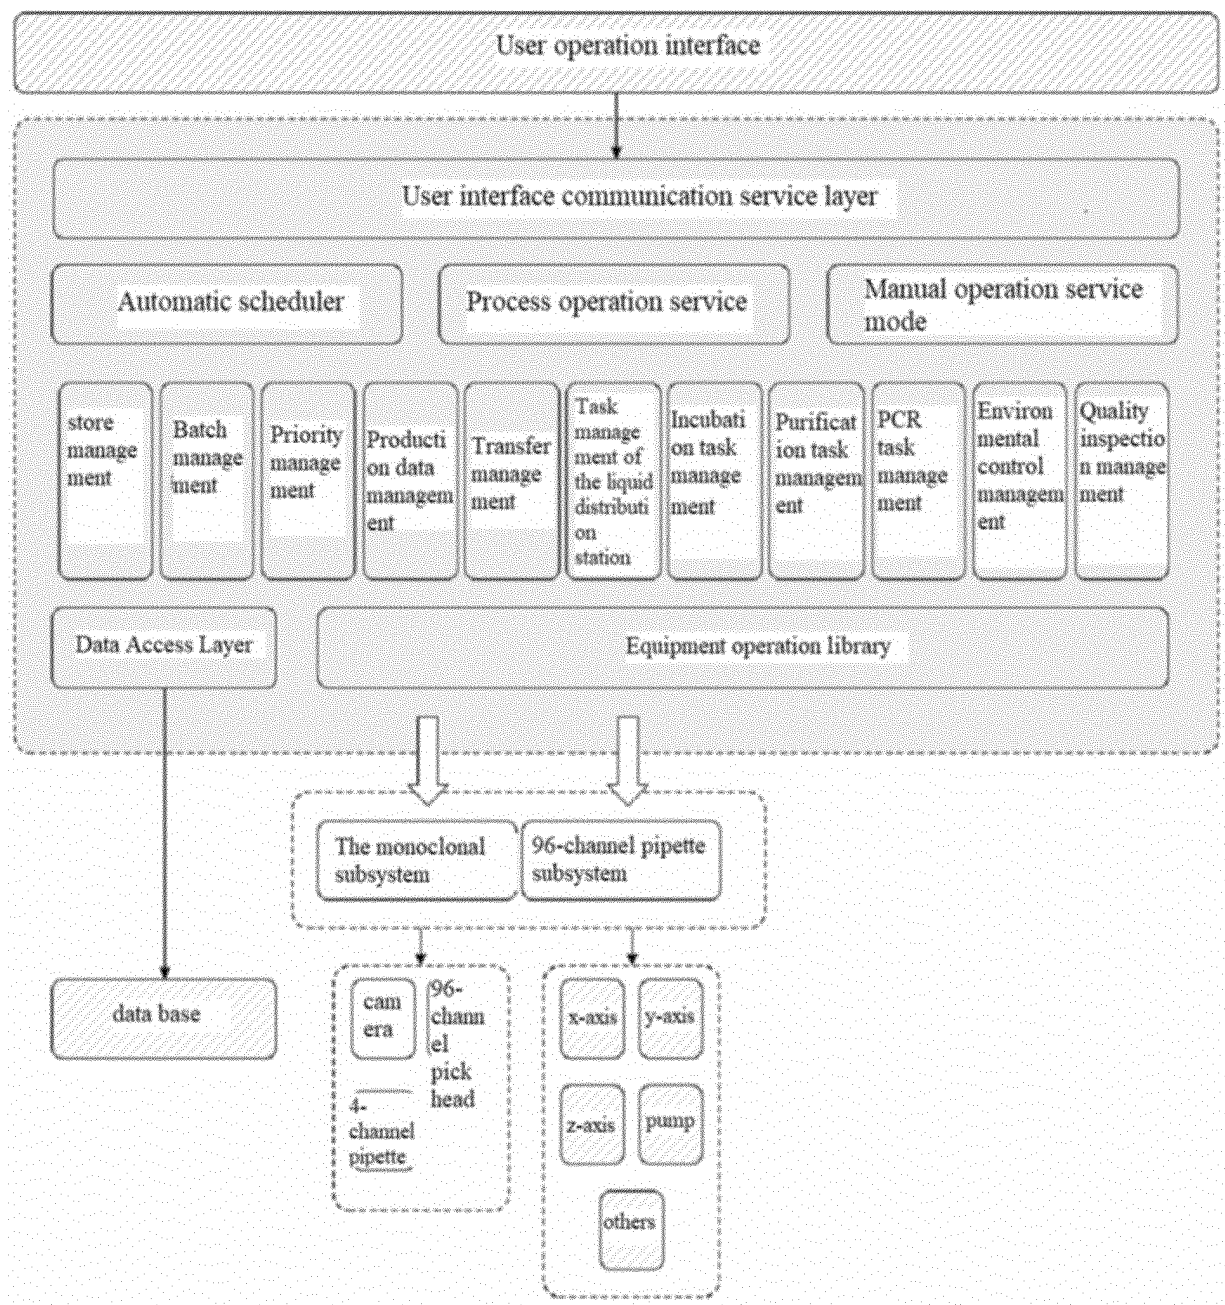 User operation interface
User interface communication service layer
Automatic scheduler
Process operation service
Manual operation service
mode
store
manage
ment
Batch
manage
ment
Priority
manage
ment
Producti
on data
managem
ent
Transfer
manage
ment
Task
manage
ment of
the liquid
distributi
on
station
Incubati
on task
manage
ment
Purificat
ion task
managem
ent
PCR
task
manage
ment
Environ
mental
control
managem
ent
Quality
inspectio
n manage
ment
Data Access Layer
Equipment operation library
The monoclonal
subsystem
96-channel pipette
subsystem
data base
cam
era
96-
chann
el
pick
head
4-
channel
pipette
x-axis
y-axis
z-axis
pump
others